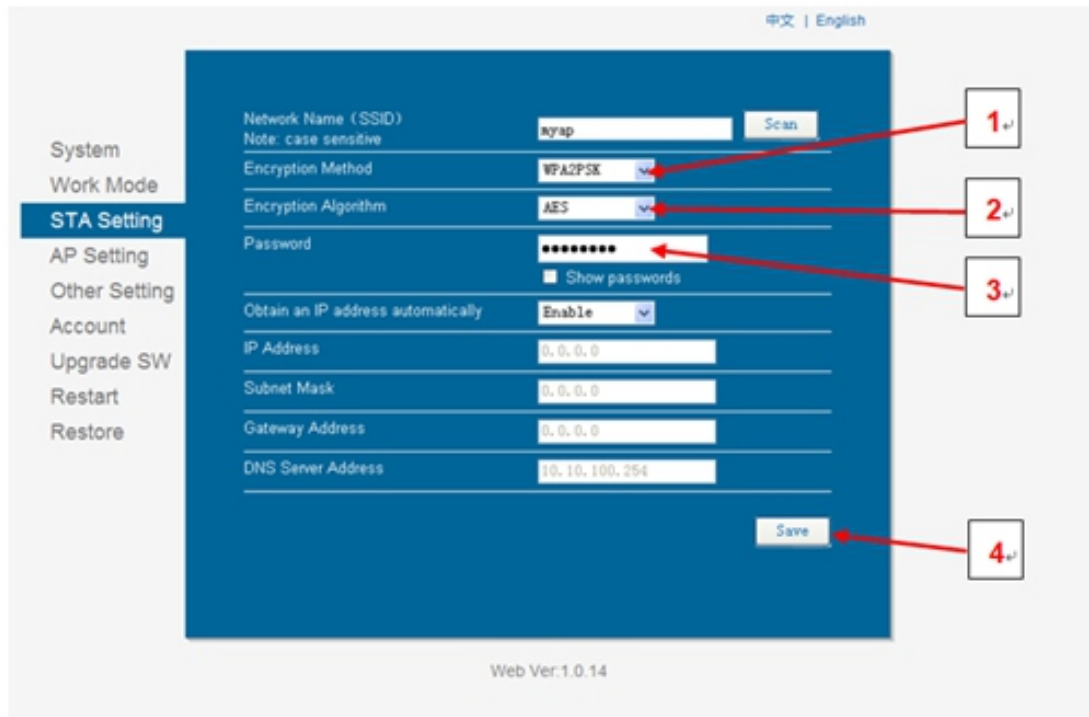 中文 | English
System
Work Mode
STA Setting
AP Setting
Other Setting
Account
Upgrade SW
Restart
Restore
Network Name (SSID)
Note: case sensitive
myap
Scan
Encryption Method
WPA2PSK
Encryption Algorithm
AES
Password
●●●●●●●●
Show passwords
Obtain an IP address automatically
Enable
IP Address
0.0.0.0
Subnet Mask
0.0.0.0
Gateway Address
0.0.0.0
DNS Server Address
10.10.100.254
Save
1
2
3
4
Web Ver:1.0.14